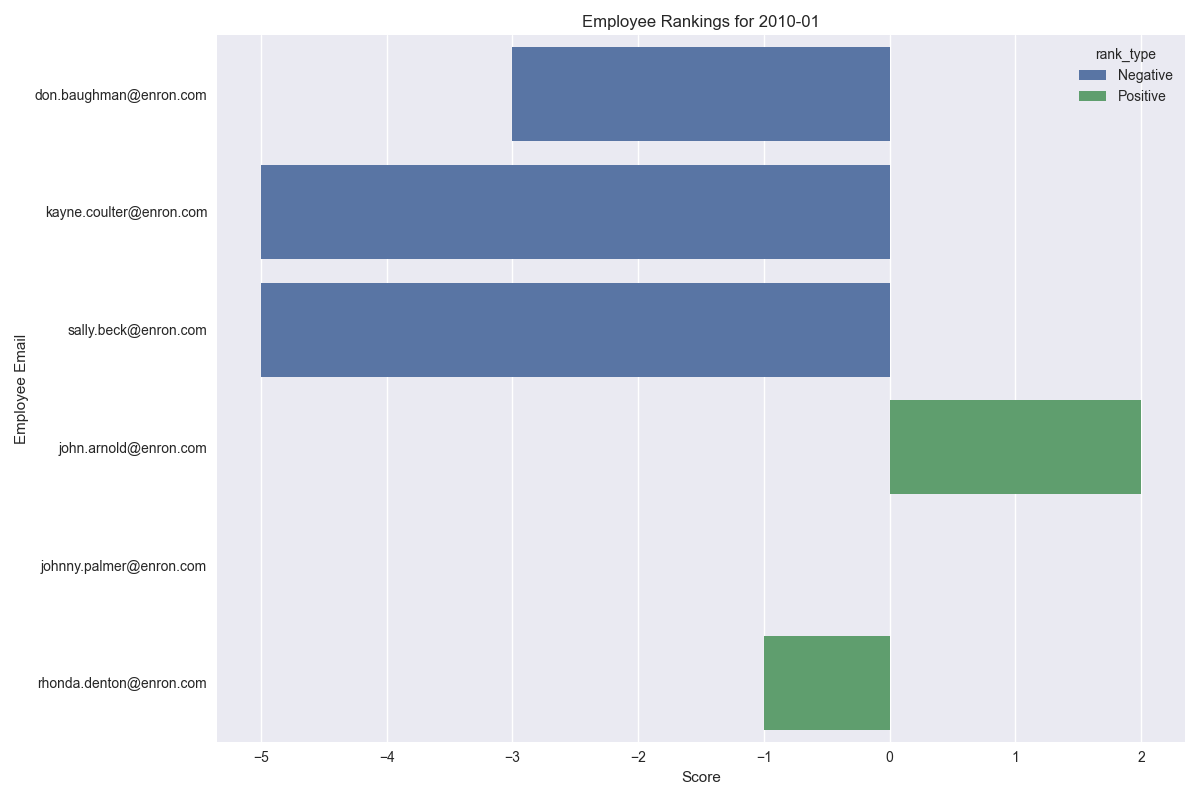 Employee Rankings for 2010-01
rank_type
Negative
Positive
Employee Email
don.baughman@enron.com
kayne.coulter@enron.com
sally.beck@enron.com
john.arnold@enron.com
johnny.palmer@enron.com
rhonda.denton@enron.com
−5 −4 −3 −2 −1 0 1 2
Score